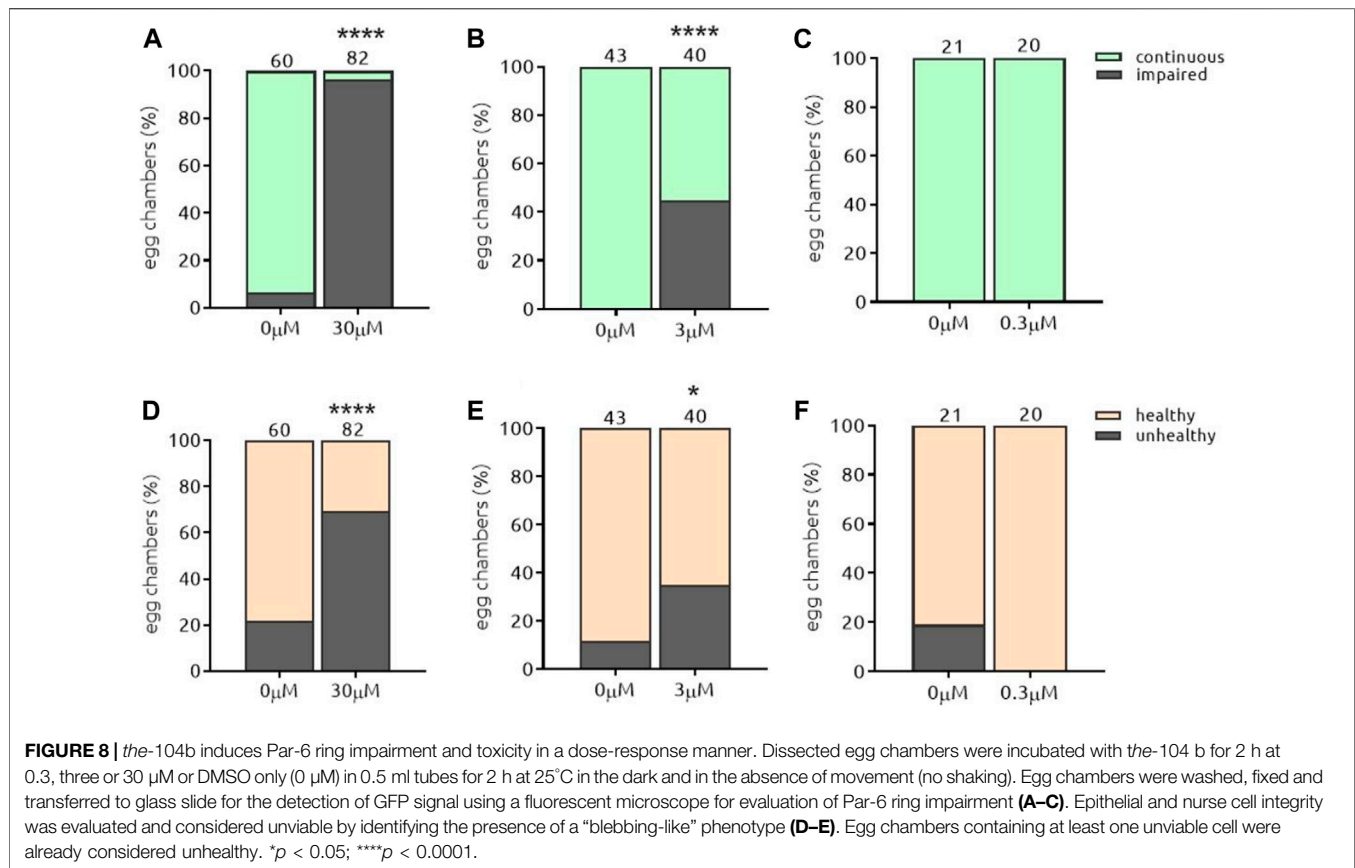 A
****
60 82
100
80
60
40
20
0
egg chambers (%)
0μM 30μM
B
****
43 40
100
80
60
40
20
0
egg chambers (%)
0μM 3μM
C
21 20
100
80
60
40
20
0
egg chambers (%)
0μM 0.3μM
continuous
impaired
D
****
60 82
100
80
60
40
20
0
egg chambers (%)
0μM 30μM
E
*
43 40
100
80
60
40
20
0
egg chambers (%)
0μM 3μM
F
21 20
100
80
60
40
20
0
egg chambers (%)
0μM 0.3μM
healthy
unhealthy
FIGURE 8 | the-104b induces Par-6 ring impairment and toxicity in a dose-response manner. Dissected egg chambers were incubated with the-104 b for 2 h at
0.3, three or 30 μM or DMSO only (0 μM) in 0.5 ml tubes for 2 h at 25°C in the dark and in the absence of movement (no shaking). Egg chambers were washed, fixed and
transferred to glass slide for the detection of GFP signal using a fluorescent microscope for evaluation of Par-6 ring impairment (A–C). Epithelial and nurse cell integrity
was evaluated and considered unviable by identifying the presence of a “blebbing-like” phenotype (D–E). Egg chambers containing at least one unviable cell were
already considered unhealthy. *p < 0.05; ****p < 0.0001.